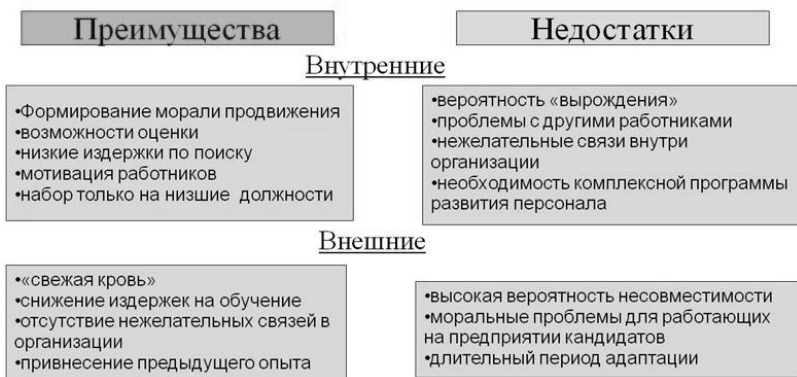 Преимущества
Недостатки
Внутренние
•Формирование морали продвижения
•возможности оценки
•низкие издержки по поиску
•мотивация работников
•набор только на низшие должности
•вероятность «вырождения»
•проблемы с другими работниками
•нежелательные связи внутри
организации
•необходимость комплексной программы
развития персонала
Внешние
•«свежая кровь»
•снижение издержек на обучение
•отсутствие нежелательных связей в
организации
•привнесение предыдущего опыта
•высокая вероятность несовместимости
•моральные проблемы для работающих
на предприятии кандидатов
•длительный период адаптации